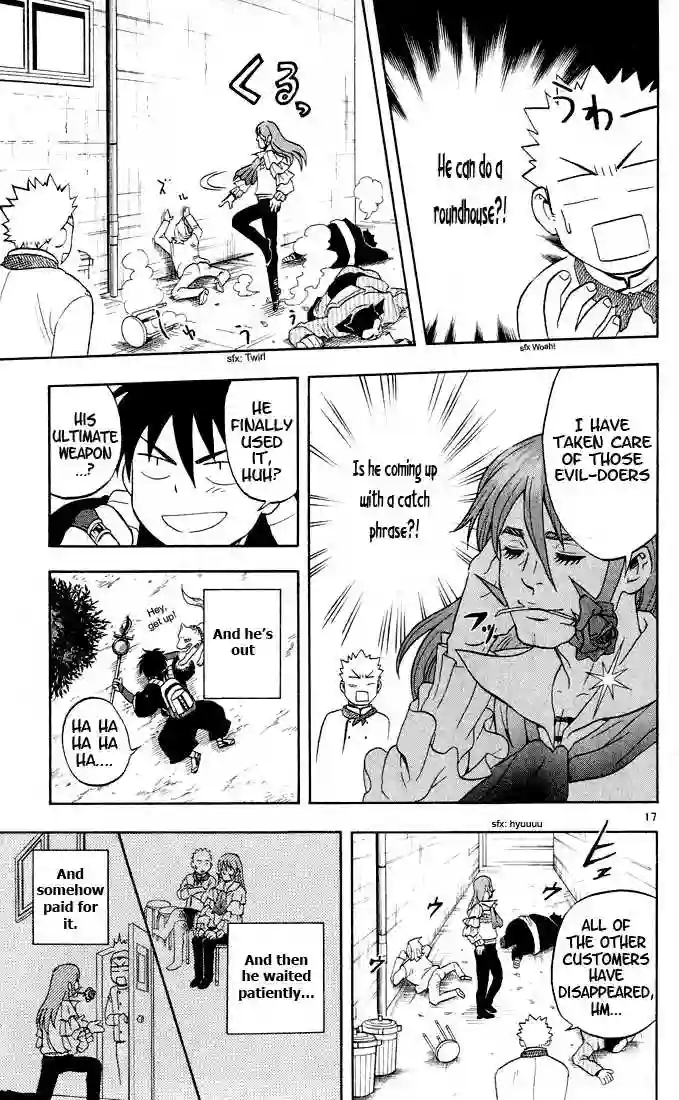 うわー
He can do a
roundhouse?!
sfx Woah!
くるっ
ズ
sfx: Twirl
I HAVE
TAKEN CARE
OF THOSE
EVIL-DOERS
Is he coming up
with a catch
phrase?!
フッ
HE
FINALLY
USED
IT,
HUH?
HIS
ULTIMATE
WEAPON
...?
Hey,
get up!
And he's
out
HA HA
HA HA
HA....
17
sfx: hyuuuu
ALL OF
THE OTHER
CUSTOMERS
HAVE
DISAPPEARED,
HM...
And
somehow
paid for
it.
And then
he waited
patiently...